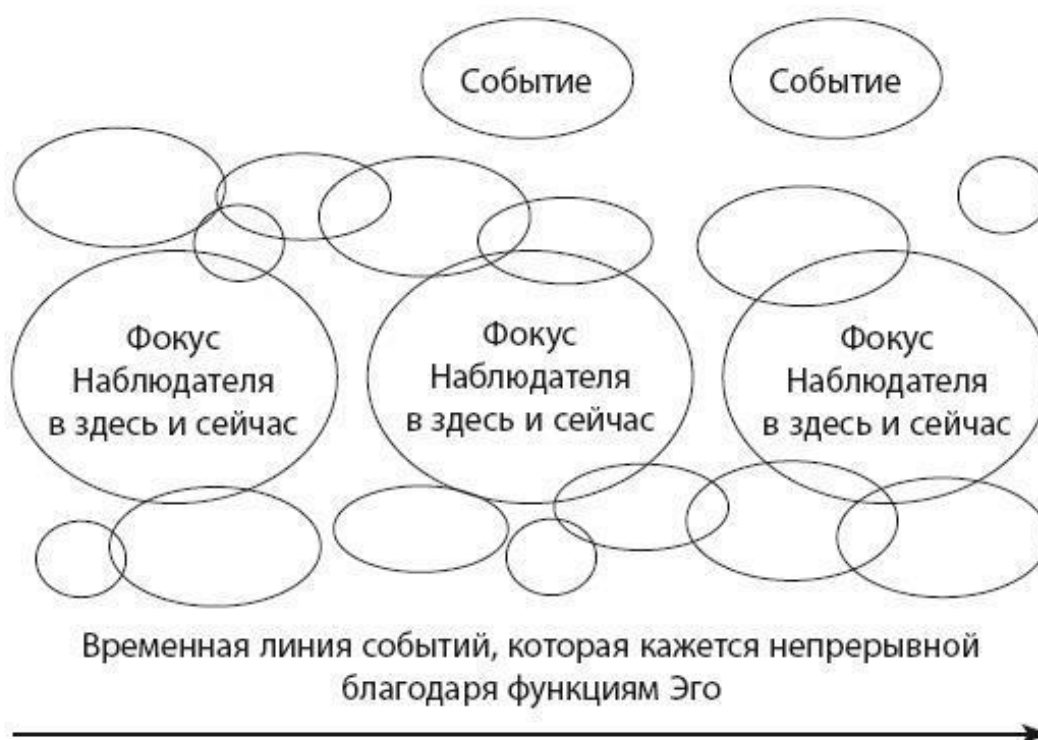 Событие
Событие
Фокус
Наблюдателя
в здесь и сейчас
Фокус
Наблюдателя
в здесь и сейчас
Фокус
Наблюдателя
в здесь и сейчас
Временная линия событий, которая кажется непрерывной
благодаря функциям Эго